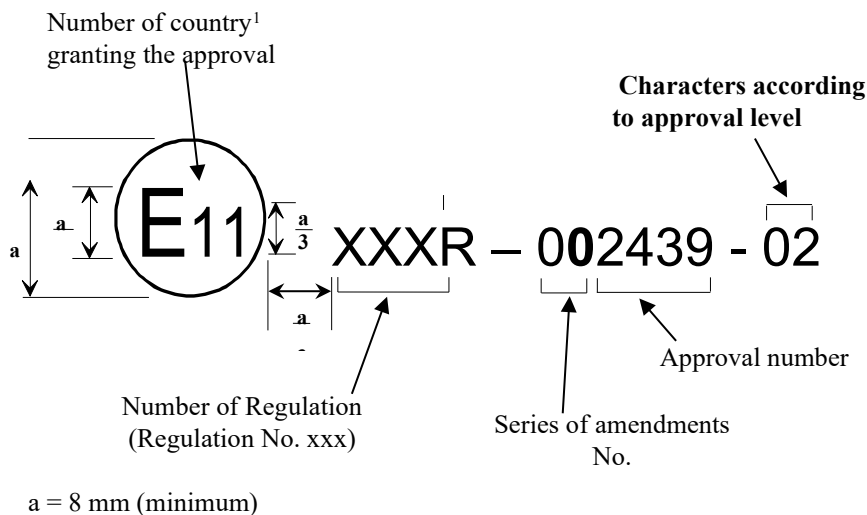 Number of country¹
granting the approval
Characters according
to approval level
a
a
E11
a
3
XXXR – 002439 - 02
a
Approval number
Number of Regulation
(Regulation No. xxx)
Series of amendments
No.
a = 8 mm (minimum)